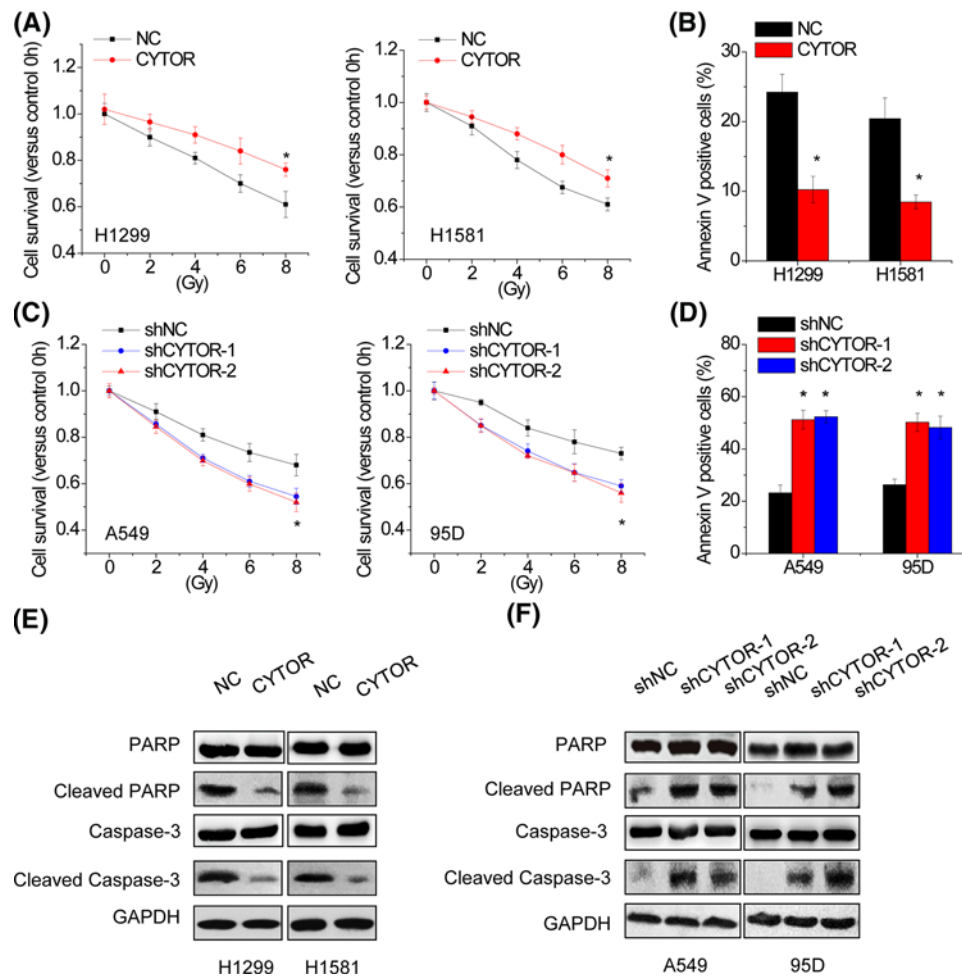 (A)
NC
CYTOR
Cell survival (versus control 0h)
1.2
1.0
0.8
0.6
0.4
*
H1299
0 2 4 6 8
(Gy)
NC
CYTOR
Cell survival (versus control 0h)
1.2
1.0
0.8
0.6
0.4
*
H1581
0 2 4 6 8
(Gy)
(B)
NC
CYTOR
Annexin V positive cells (%)
30
20
10
0
* *
H1299 H1581
(C)
shNC
shCYTOR-1
shCYTOR-2
Cell survival (versus control 0h)
1.0
0.8
0.6
0.4
*
A549
0 2 4 6 8
(Gy)
shNC
shCYTOR-1
shCYTOR-2
Cell survival (versus control 0h)
1.0
0.8
0.6
0.4
*
95D
0 2 4 6 8
(Gy)
(D)
shNC
shCYTOR-1
shCYTOR-2
Annexin V positive cells (%)
80
60
40
20
0
* * * *
A549 95D
(E)
NC CYTOR NC CYTOR
PARP
Cleaved PARP
Caspase-3
Cleaved Caspase-3
GAPDH
H1299 H1581
(F)
shNC shCYTOR-1 shCYTOR-2 shNC shCYTOR-1 shCYTOR-2
PARP
Cleaved PARP
Caspase-3
Cleaved Caspase-3
GAPDH
A549 95D